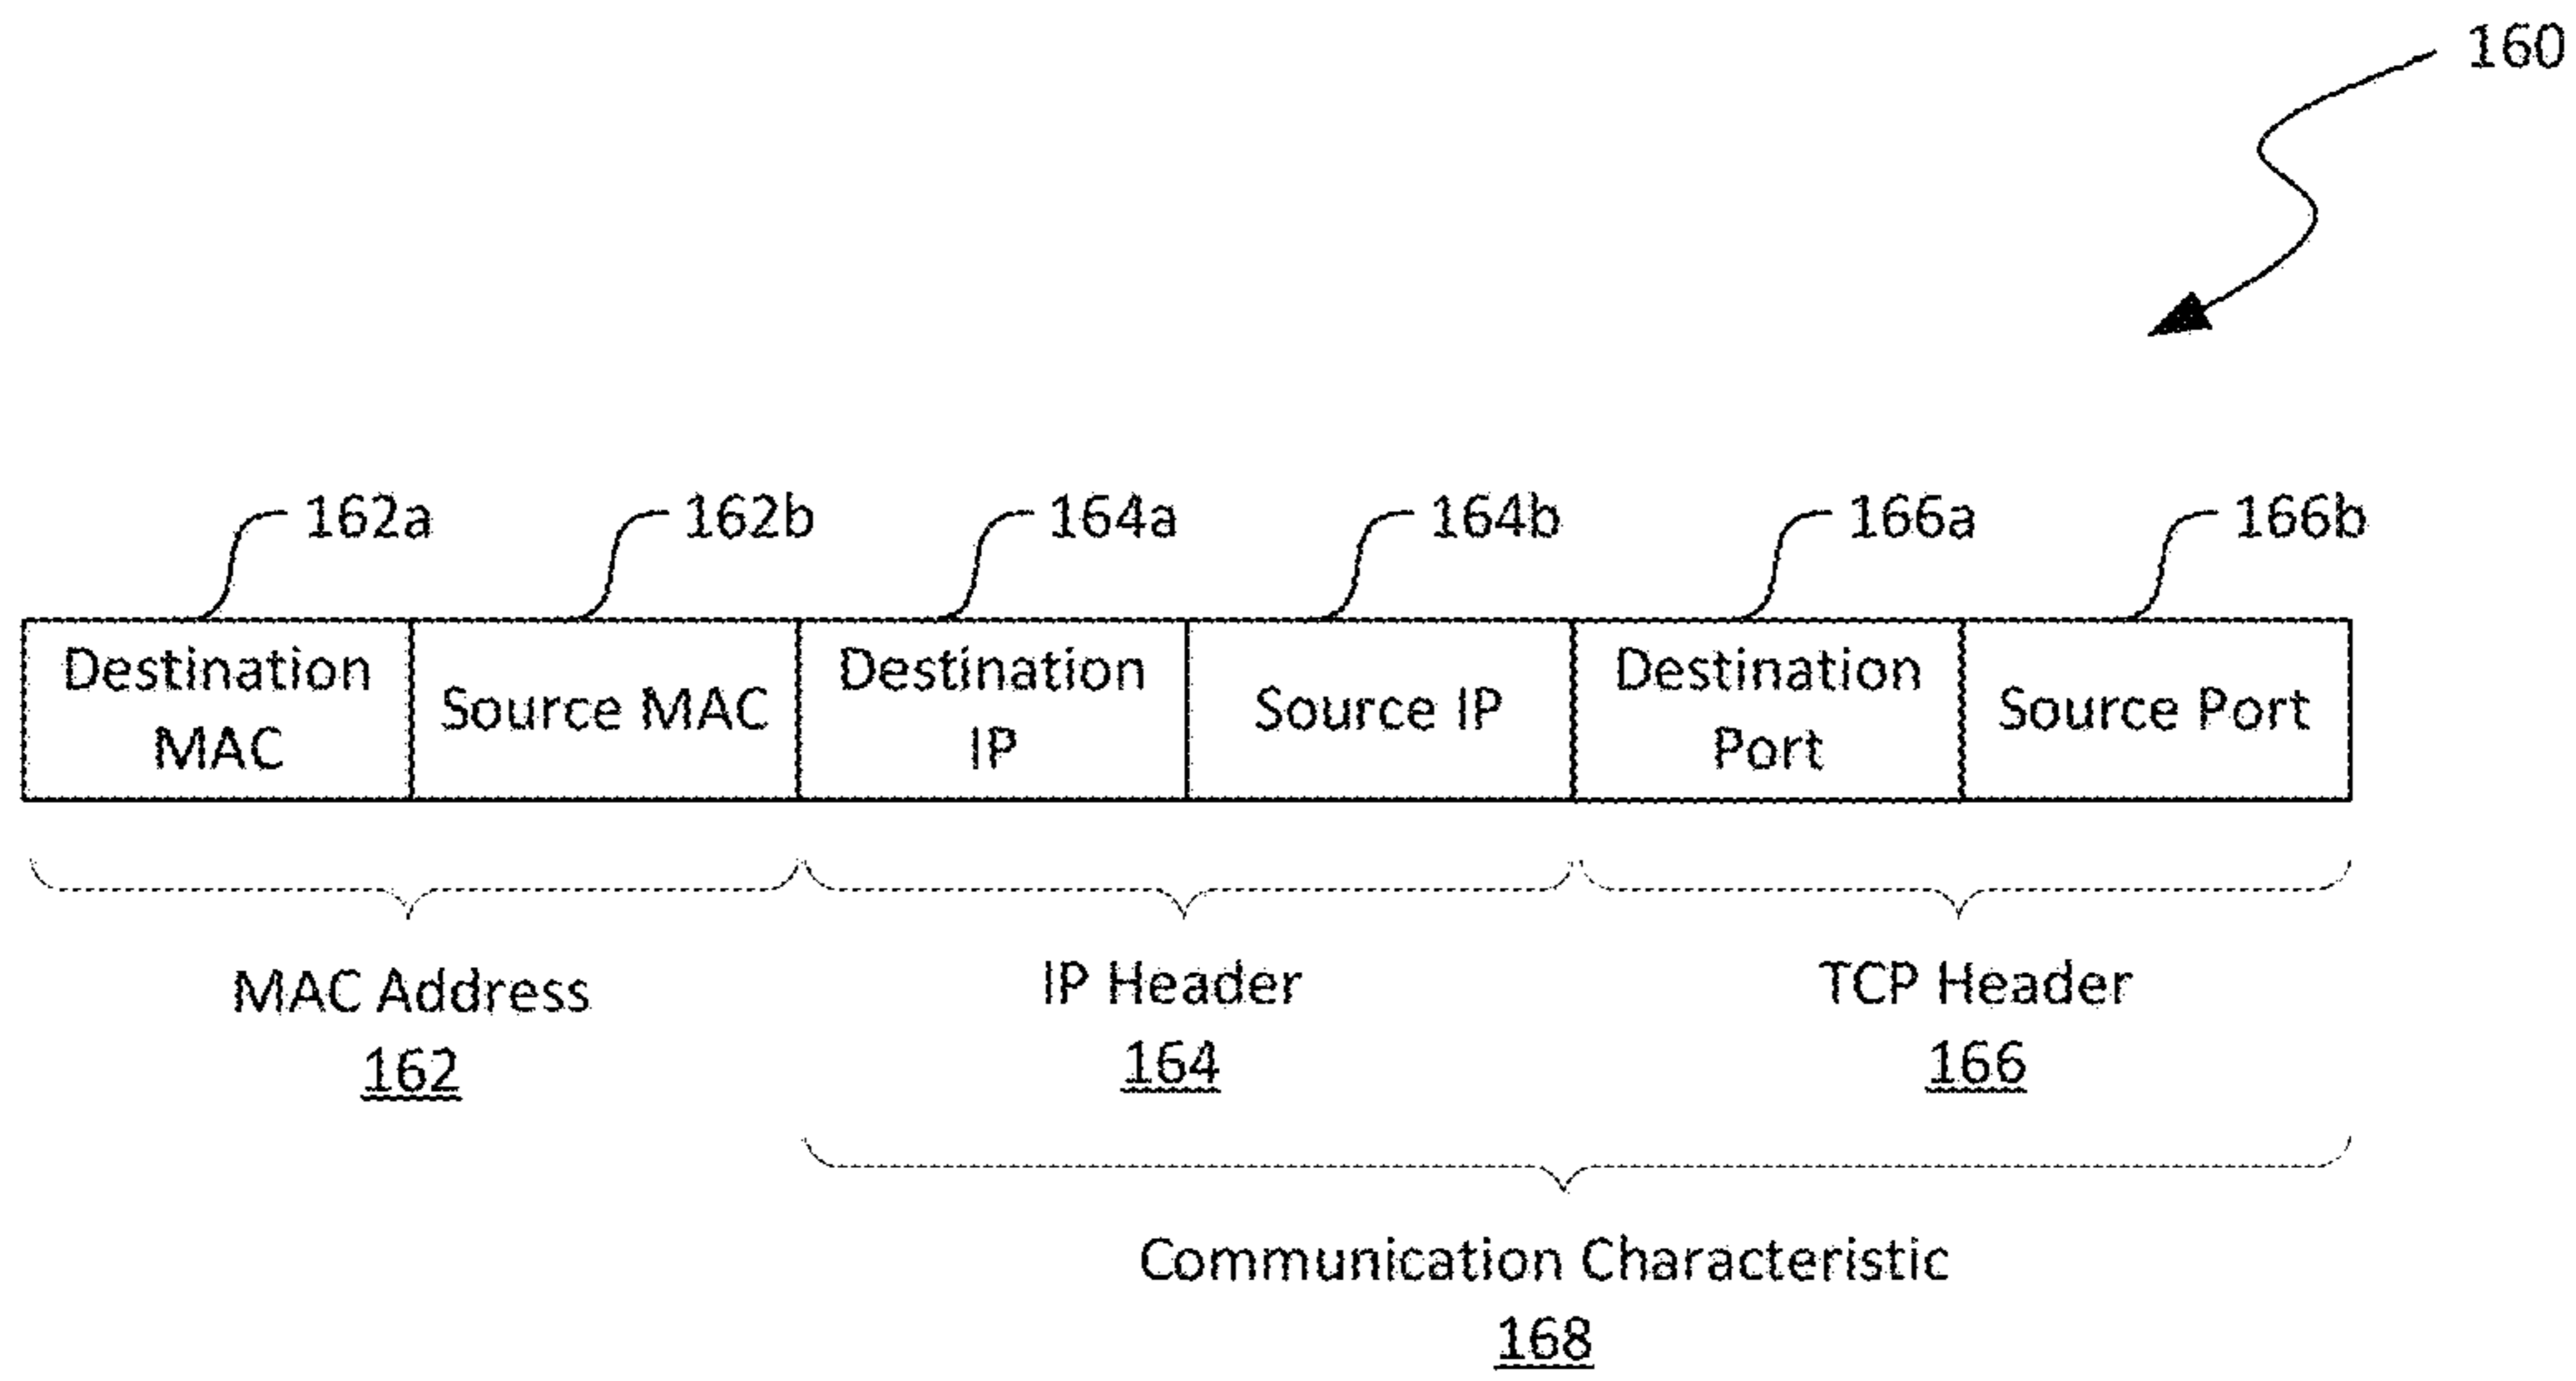 160
162a
162b
164a
164b
166a
166b
Destination
MAC
Source MAC
Destination
IP
Source IP
Destination
Port
Source Port
MAC Address
162
IP Header
164
TCP Header
166
Communication Characteristic
168